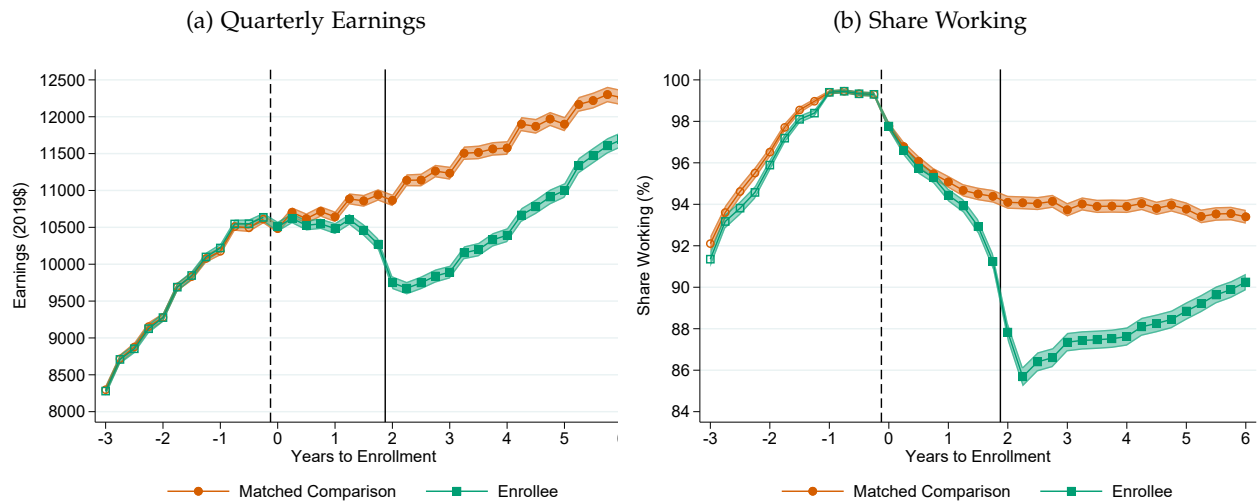 (a) Quarterly Earnings
Earnings (2019$)
12500
12000
11500
11000
10500
10000
9500
9000
8500
8000
-3 -2 -1 0 1 2 3 4 5
Years to Enrollment
Matched Comparison Enrollee
(b) Share Working
Share Working (%)
100
98
96
94
92
90
88
86
84
-3 -2 -1 0 1 2 3 4 5 6
Years to Enrollment
Matched Comparison Enrollee